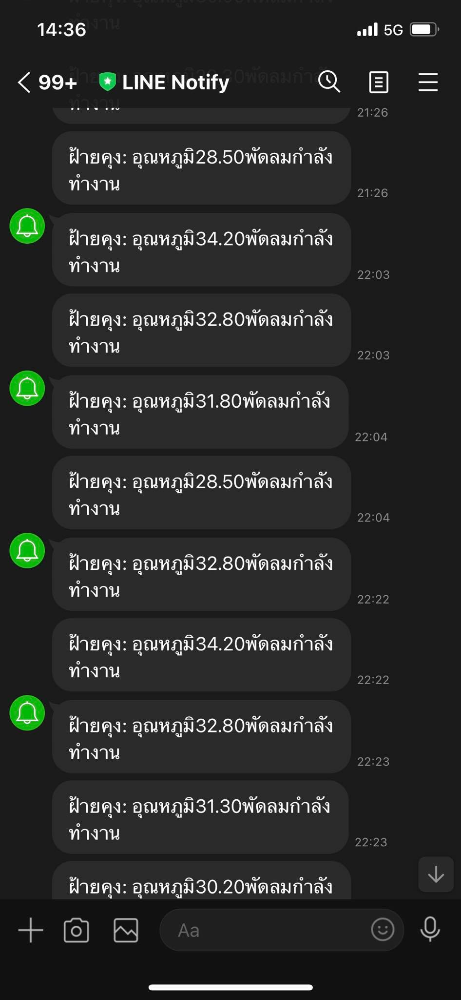 14:36
5G
99+
LINE Notify
ทำงาน
21:26
ฝ้ายคุง: อุณหภูมิ28.50พัดลมกำลัง
ทำงาน
21:26
ฝ้ายคุง: อุณหภูมิ34.20พัดลมกำลัง
ทำงาน
22:03
ฝ้ายคุง: อุณหภูมิ32.80พัดลมกำลัง
ทำงาน
22:03
ฝ้ายคุง: อุณหภูมิ31.80พัดลมกำลัง
ทำงาน
22:04
ฝ้ายคุง: อุณหภูมิ28.50พัดลมกำลัง
ทำงาน
22:04
ฝ้ายคุง: อุณหภูมิ32.80พัดลมกำลัง
ทำงาน
22:22
ฝ้ายคุง: อุณหภูมิ34.20พัดลมกำลัง
ทำงาน
22:22
ฝ้ายคุง: อุณหภูมิ32.80พัดลมกำลัง
ทำงาน
22:23
ฝ้ายคุง: อุณหภูมิ31.30พัดลมกำลัง
ทำงาน
22:23
ฝ้ายคุง: อุณหภูมิ30.20พัดลมกำลัง
Aa